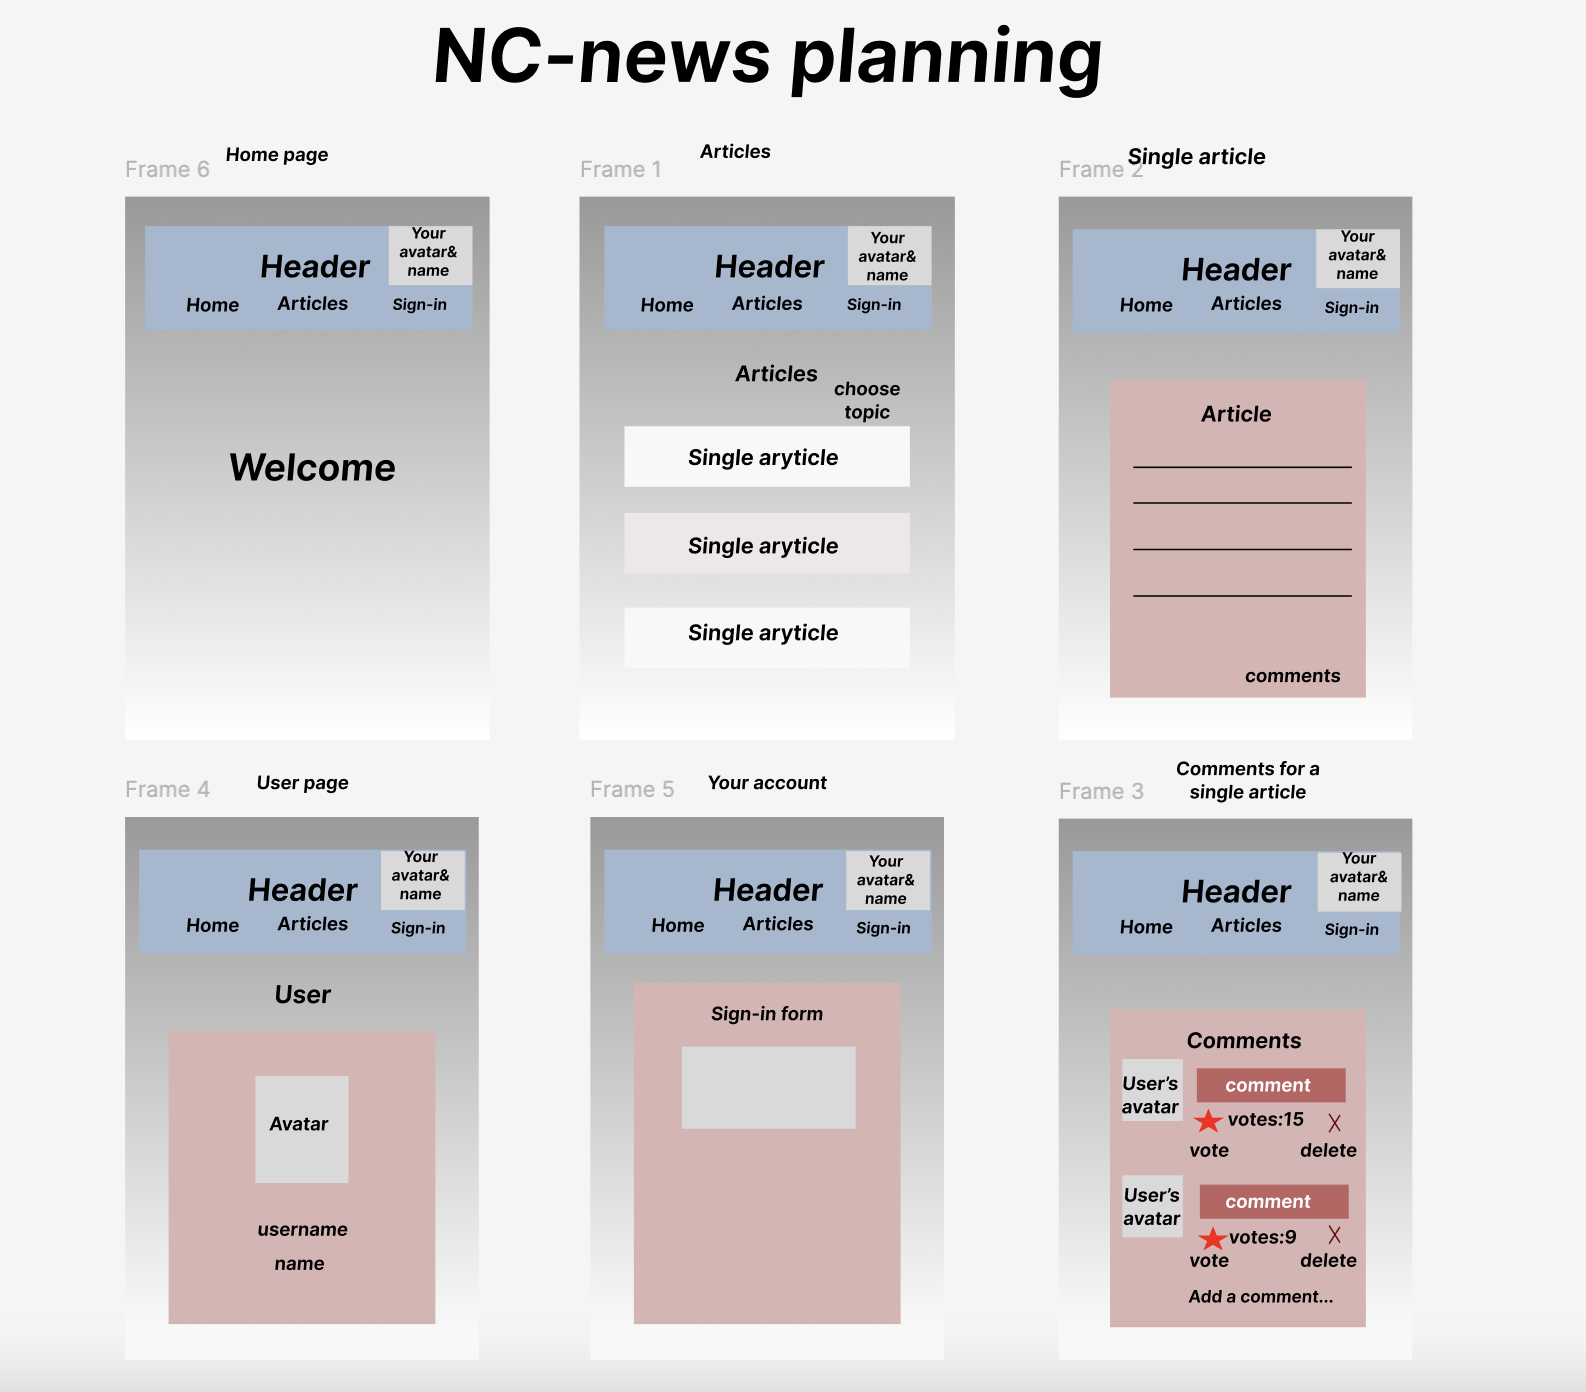 NC-news planning
Frame 6
Home page
Your
avatar&
name
Header
Home
Articles
Sign-in
Welcome
Frame 1
Articles
Your
avatar&
name
Header
Home
Articles
Sign-in
Articles
choose
topic
Single aryticle
Single aryticle
Single aryticle
Frame 2
Single article
Your
avatar&
name
Header
Home
Articles
Sign-in
Article
comments
Frame 4
User page
Your
avatar&
name
Header
Home
Articles
Sign-in
User
Avatar
username
name
Frame 5
Your account
Your
avatar&
name
Header
Home
Articles
Sign-in
Sign-in form
Frame 3
Comments for a
single article
Your
avatar&
name
Header
Home
Articles
Sign-in
Comments
User's
avatar
comment
votes:15
vote
delete
User's
avatar
comment
votes:9
vote
delete
Add a comment...